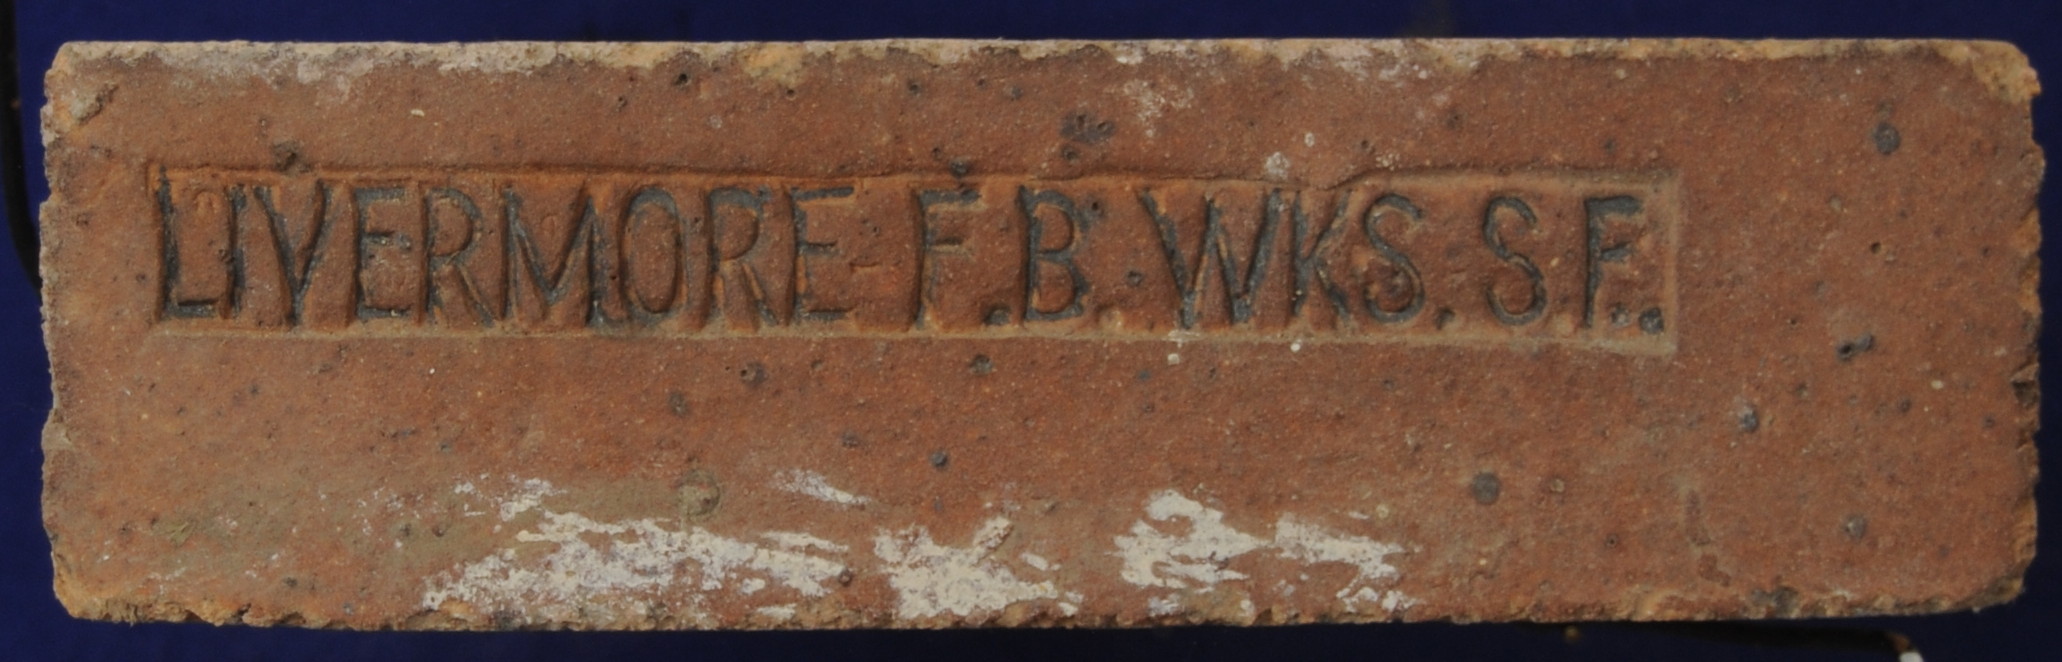 LIVERMORE F.B. WKS. S.F.